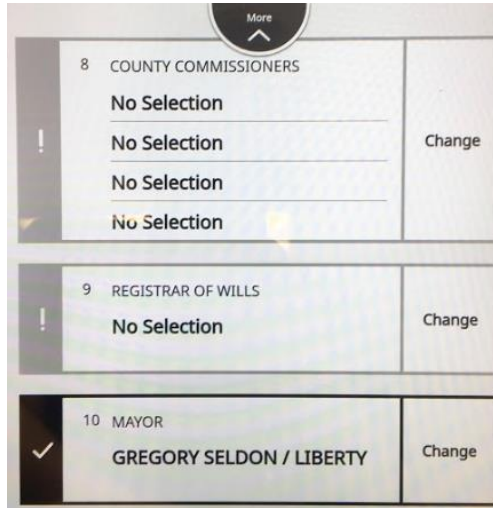 More
8 COUNTY COMMISSIONERS
No Selection
No Selection
No Selection
No Selection
Change
9 REGISTRAR OF WILLS
No Selection
Change
10 MAYOR
GREGORY SELDON / LIBERTY
Change